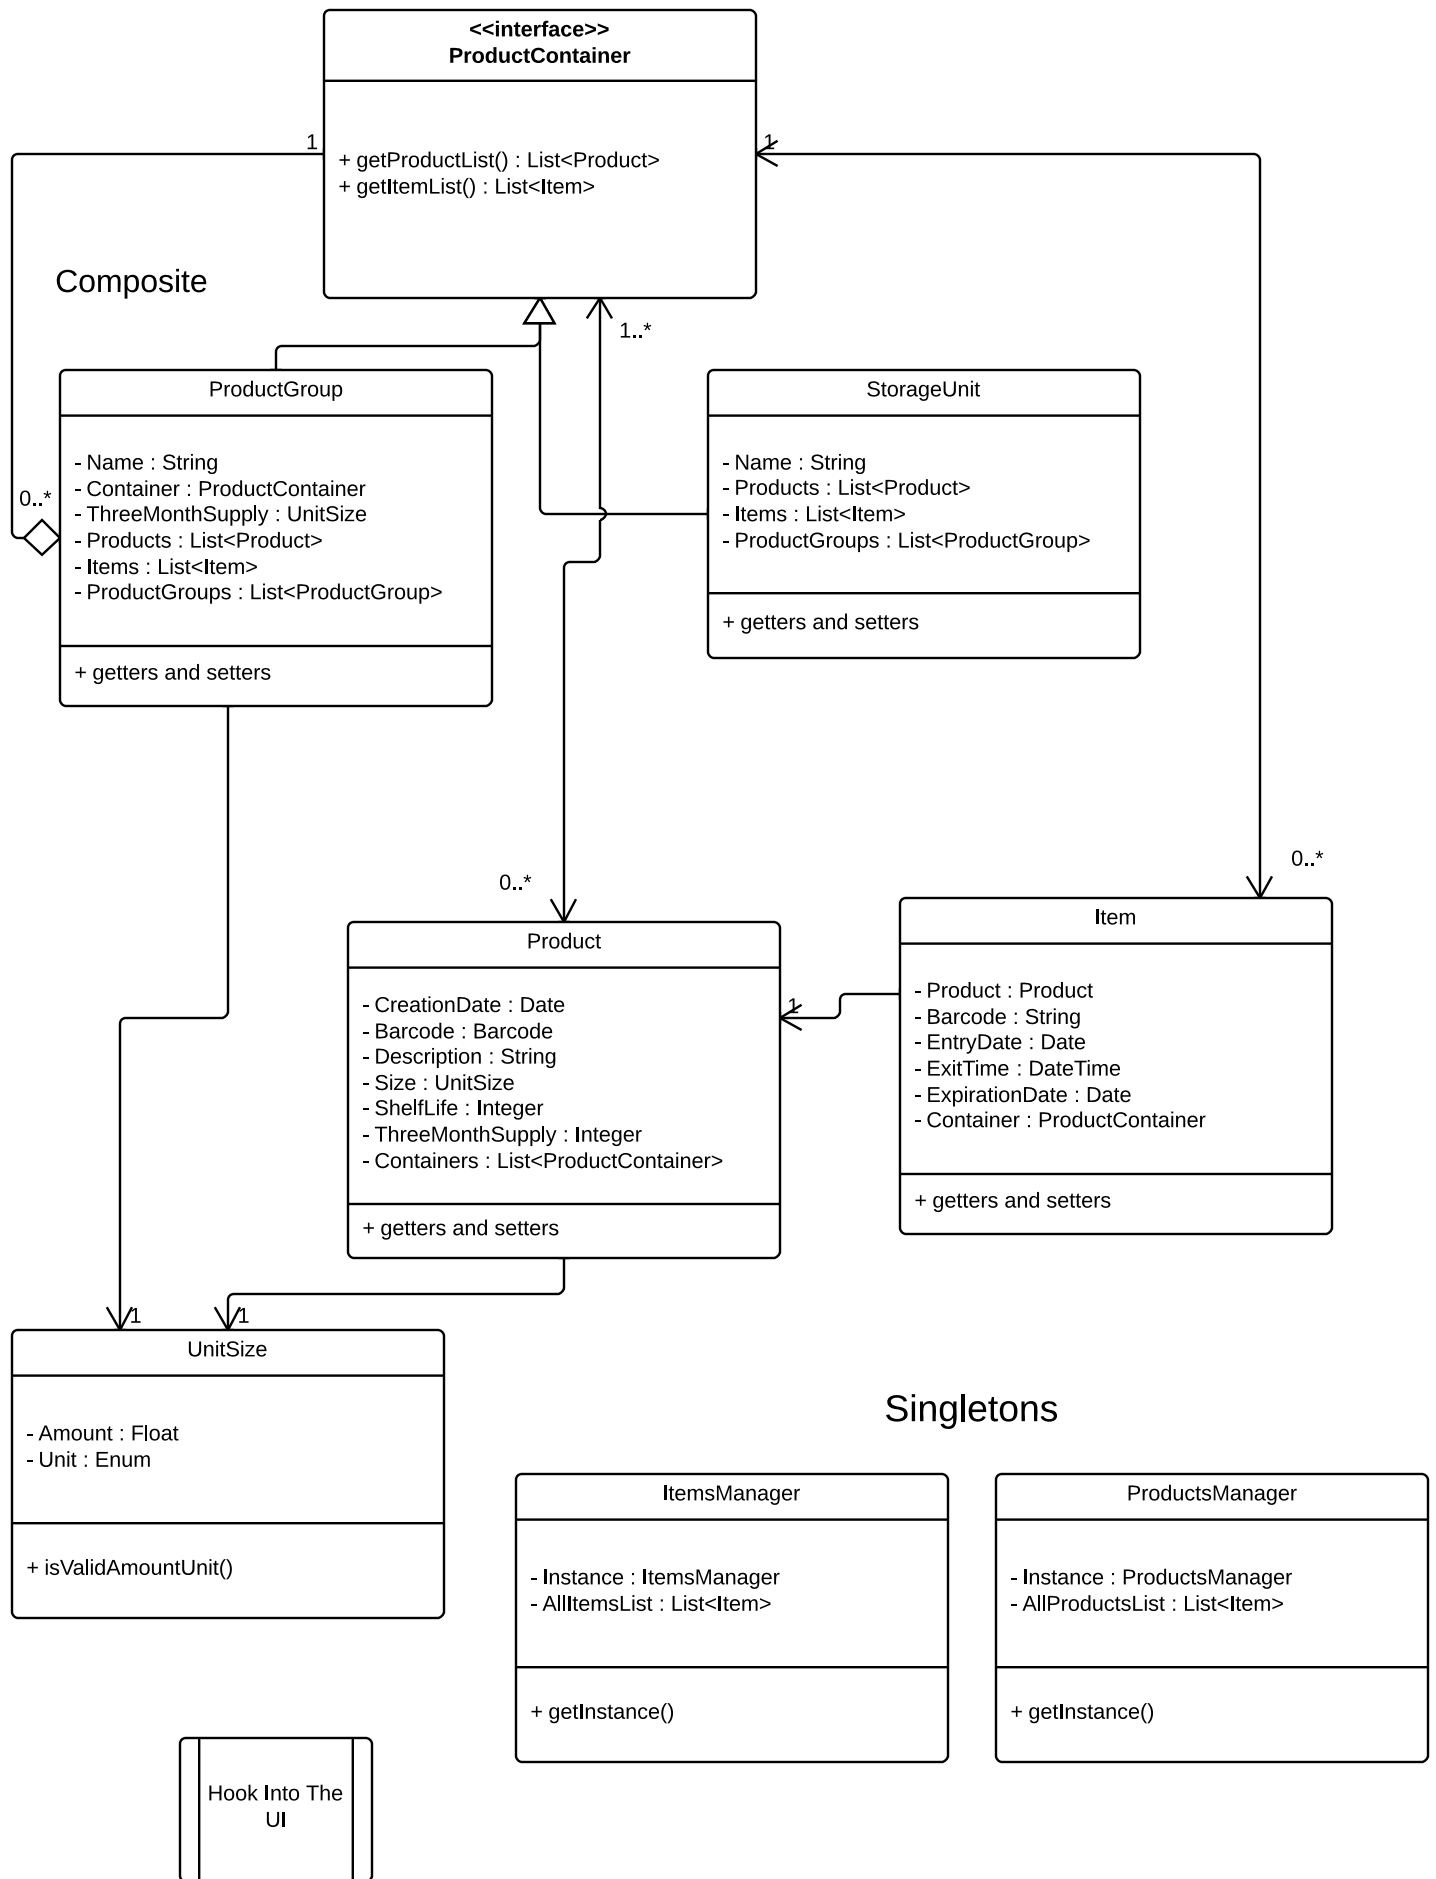 <<interface>>
ProductContainer
1
1
+ getProductList() : List<Product>
+ getItemList() : List<Item>
Composite
1..*
ProductGroup
- Name : String
- Container : ProductContainer
- ThreeMonthSupply : UnitSize
- Products : List<Product>
- Items : List<Item>
- ProductGroups : List<ProductGroup>
+ getters and setters
0..*
StorageUnit
- Name : String
- Products : List<Product>
- Items : List<Item>
- ProductGroups : List<ProductGroup>
+ getters and setters
0..*
0..*
Product
- CreationDate : Date
- Barcode : Barcode
- Description : String
- Size : UnitSize
- ShelfLife : Integer
- ThreeMonthSupply : Integer
- Containers : List<ProductContainer>
+ getters and setters
1
Item
- Product : Product
- Barcode : String
- EntryDate : Date
- ExitTime : DateTime
- ExpirationDate : Date
- Container : ProductContainer
+ getters and setters
1
1
UnitSize
- Amount : Float
- Unit : Enum
+ isValidAmountUnit()
Singletons
ItemsManager
- Instance : ItemsManager
- AllItemsList : List<Item>
+ getInstance()
ProductsManager
- Instance : ProductsManager
- AllProductsList : List<Item>
+ getInstance()
Hook Into The
UI